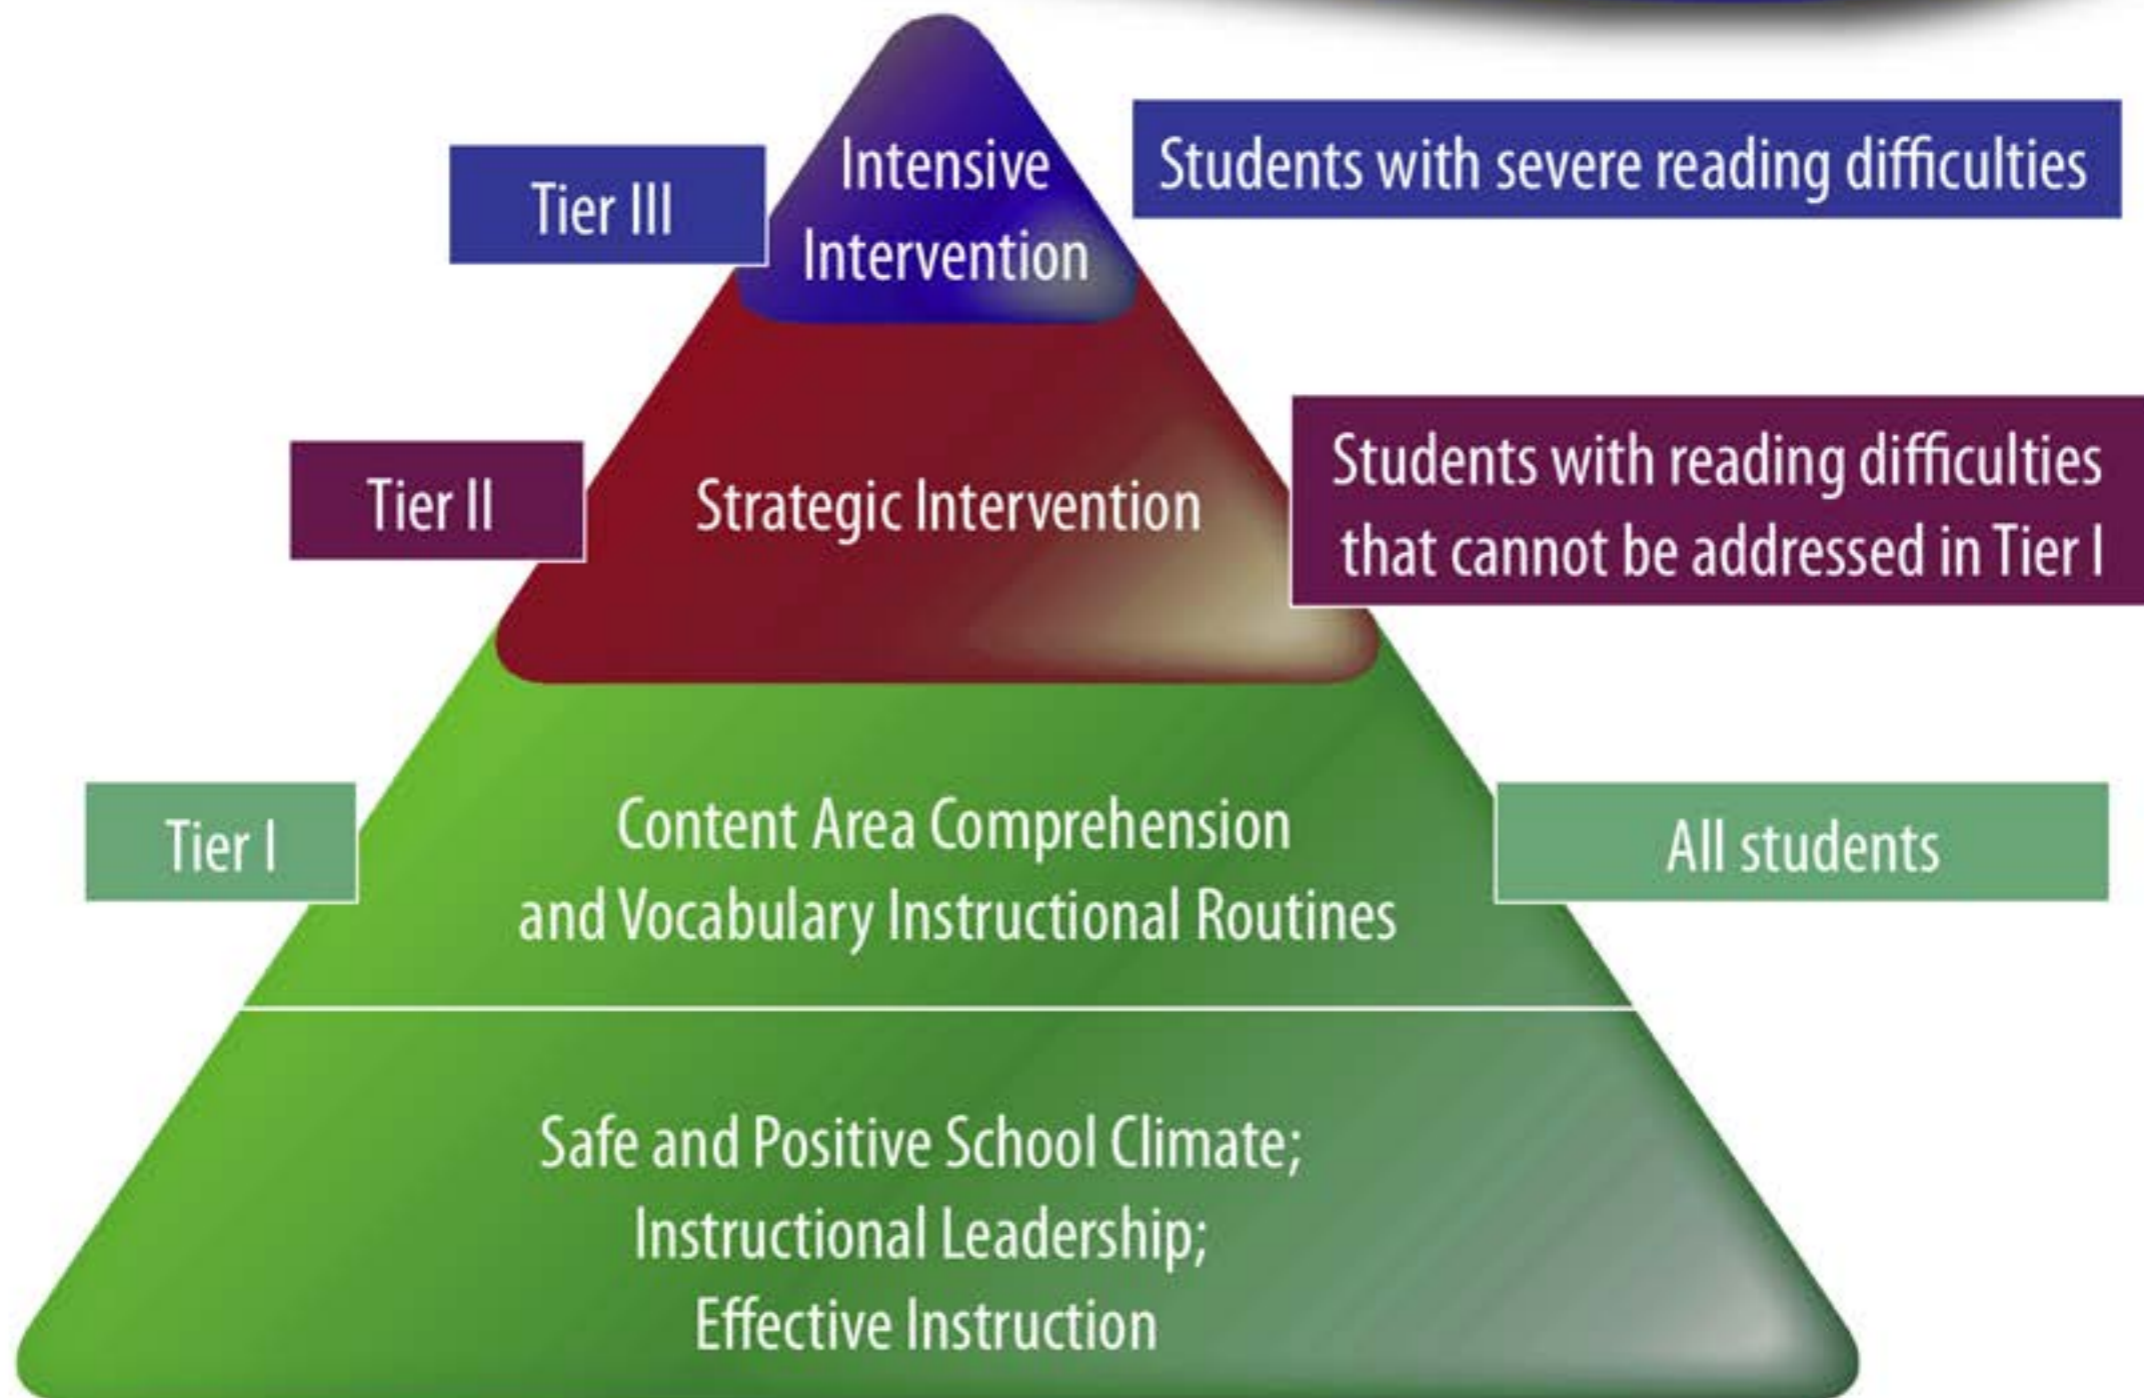 Tier III
Intensive
Intervention
Students with severe reading difficulties
Tier II
Strategic Intervention
Students with reading difficulties
that cannot be addressed in Tier I
Tier I
Content Area Comprehension
and Vocabulary Instructional Routines
All students
Safe and Positive School Climate;
Instructional Leadership;
Effective Instruction